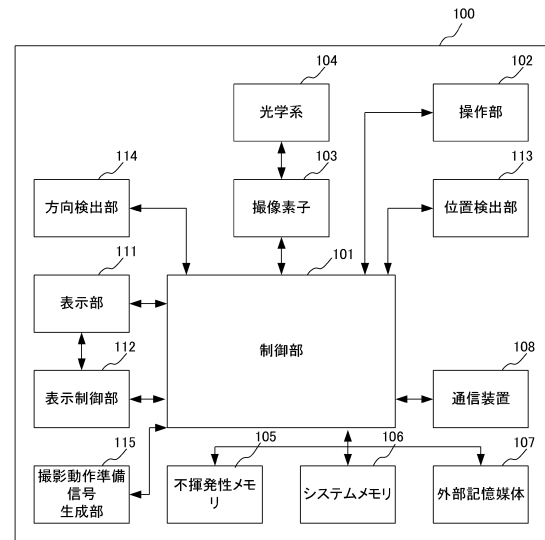 100
104
光学系
102
操作部
114
方向検出部
103
撮像素子
113
位置検出部
111
表示部
101
制御部
112
表示制御部
108
通信装置
115
撮影動作準備
信号
生成部
105
不揮発性メモ
リ
106
システムメモリ
107
外部記憶媒体